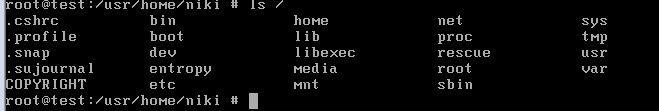 root@test:/usr/home/niki # ls /
.cshrc bin home net sys
.profile boot lib proc tmp
.snap dev libexec rescue usr
.sujournal entropy media root var
COPYRIGHT etc mnt sbin
root@test:/usr/home/niki #